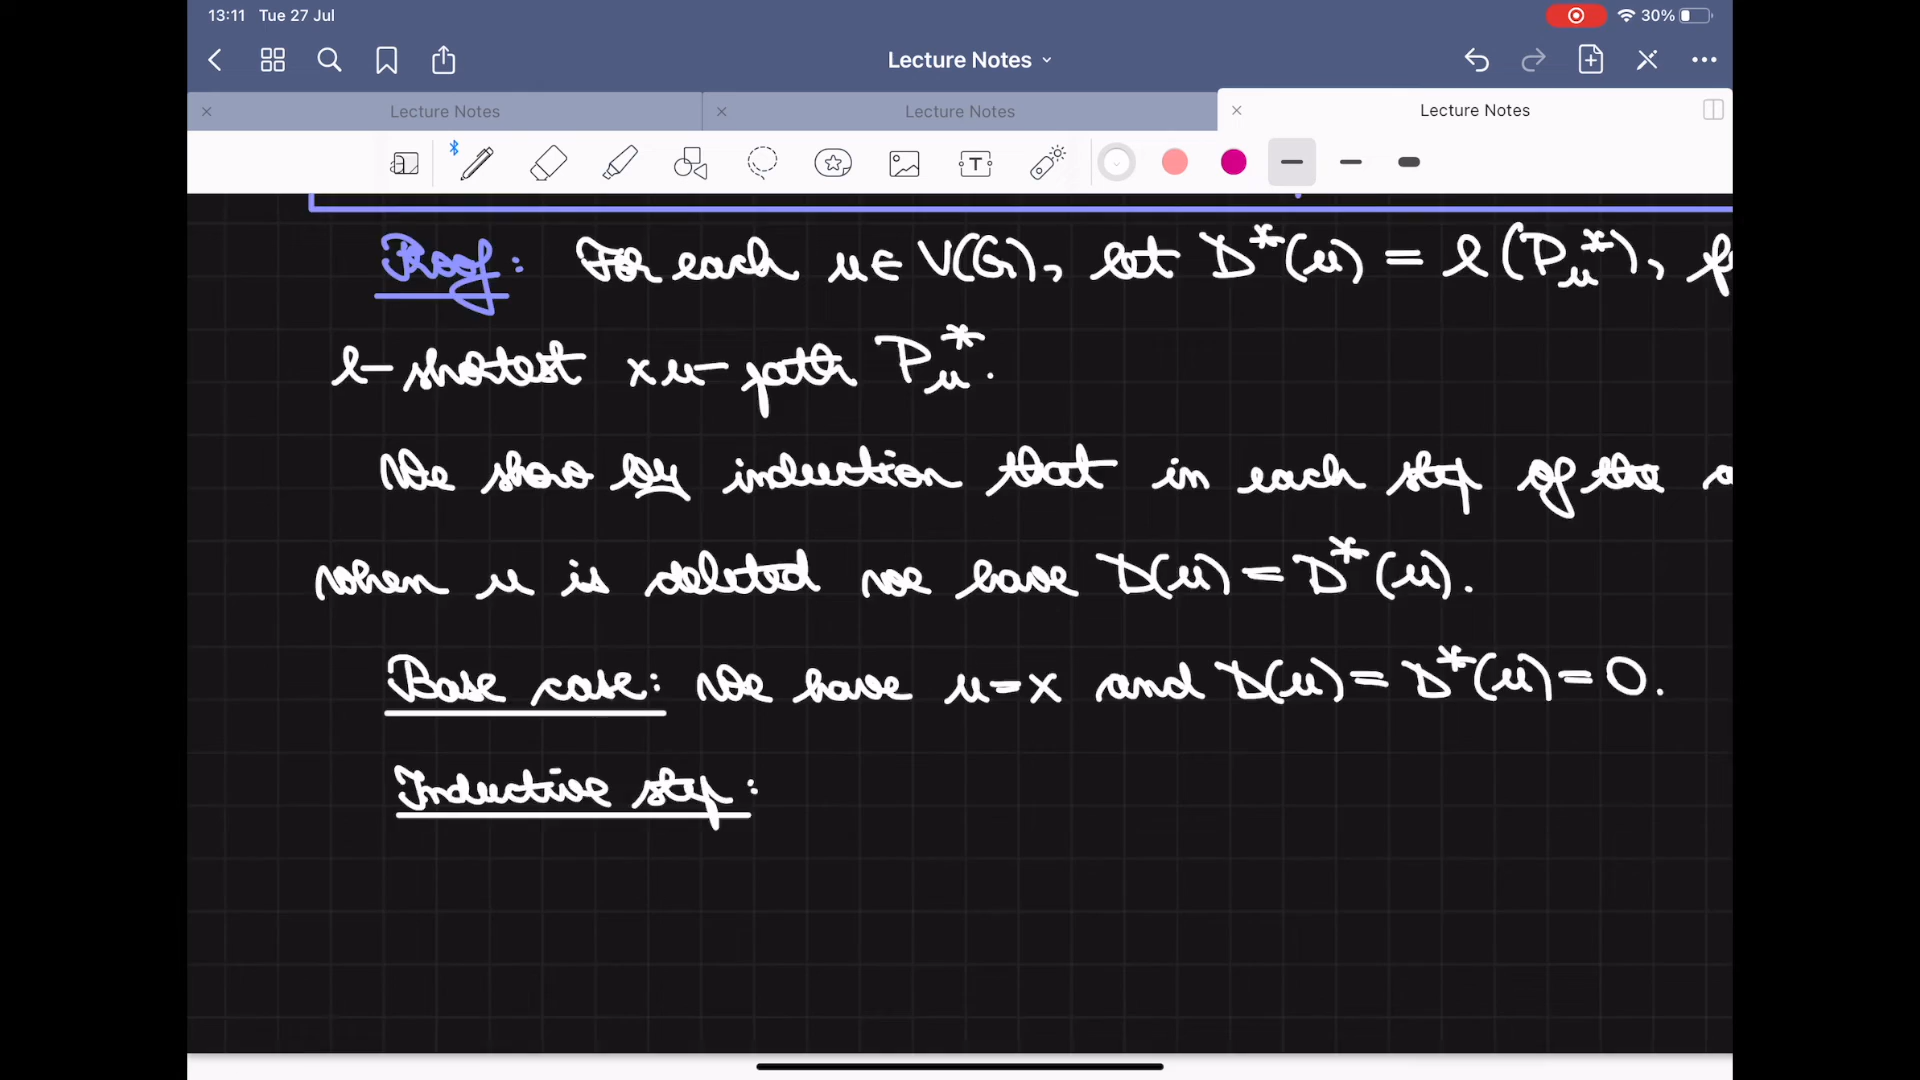 13:11 Tue 27 Jul 30%
Lecture Notes
Lecture Notes Lecture Notes Lecture Notes
Proof: For each u ∈ V(G), let D*(u) = l(P_u*),
l-shortest xu-path P_u*.
We show by induction that in each step of the
when u is deleted we have D(u) = D*(u).
Base case: We have u=x and D(u) = D*(u) = 0.
Inductive step: